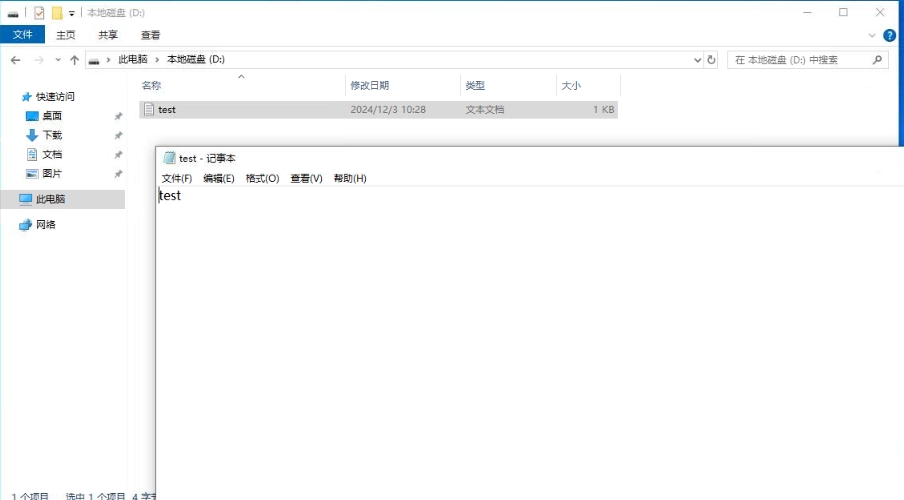 本地磁盘 (D:)
文件 主页 共享 查看
此电脑 本地磁盘 (D:) 在 本地磁盘 (D:) 中搜索
名称 修改日期 类型 大小
test 2024/12/3 10:28 文本文档 1 KB
快速访问
桌面
下载
文档
图片
此电脑
网络
test - 记事本
文件(F) 编辑(E) 格式(O) 查看(V) 帮助(H)
test
1 个项目 选中 1 个项目 4 字节